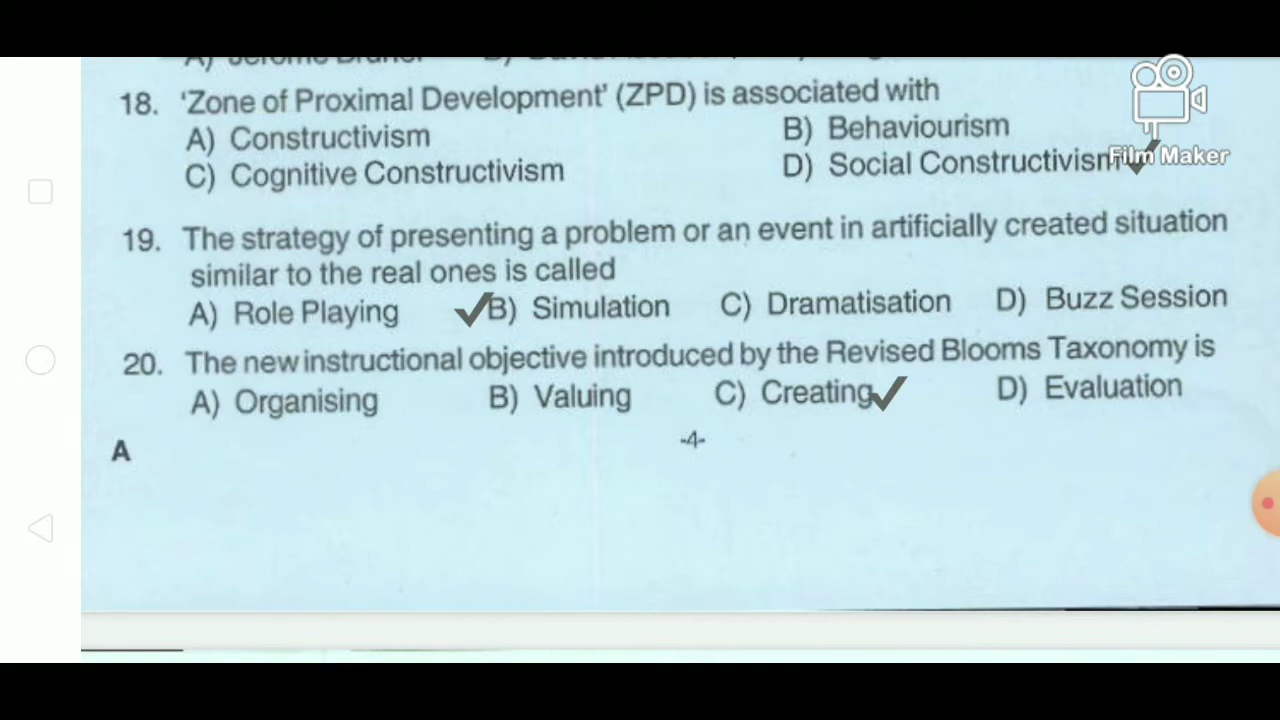 18. 'Zone of Proximal Development' (ZPD) is associated with
A) Constructivism B) Behaviourism
C) Cognitive Constructivism D) Social Constructivism
Film Maker
19. The strategy of presenting a problem or an event in artificially created situation
similar to the real ones is called
A) Role Playing B) Simulation C) Dramatisation D) Buzz Session
20. The new instructional objective introduced by the Revised Blooms Taxonomy is
A) Organising B) Valuing C) Creating D) Evaluation
A -4-